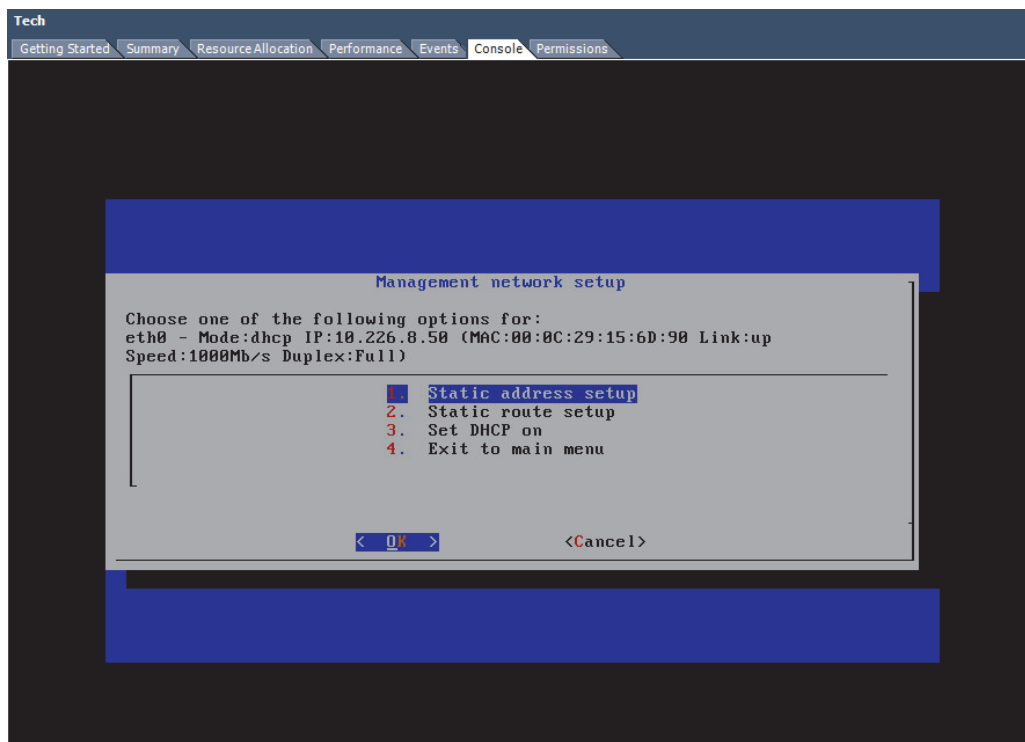 Tech
Getting Started Summary Resource Allocation Performance Events Console Permissions
Management network setup
Choose one of the following options for:
eth0 - Mode:dhcp IP:10.226.8.50 (MAC:00:0C:29:15:6D:90 Link:up
Speed:1000Mb/s Duplex:Full)
1. Static address setup
2. Static route setup
3. Set DHCP on
4. Exit to main menu
< OK > <Cancel>